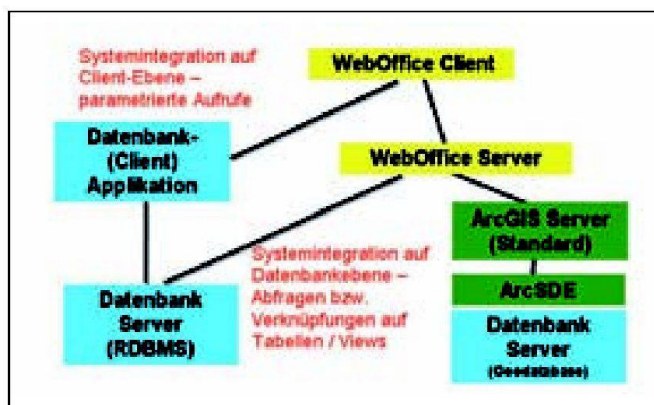 Systemintegration auf
Client-Ebene –
parametrierte Aufrufe
WebOffice Client
Datenbank-
(Client)
Applikation
WebOffice Server
ArcGIS Server
(Standard)
Systemintegration auf
Datenbankebene –
Abfragen bzw.
Verknüpfungen auf
Tabellen / Views
ArcSDE
Datenbank
Server
(RDBMS)
Datenbank
Server
(Geodatabase)